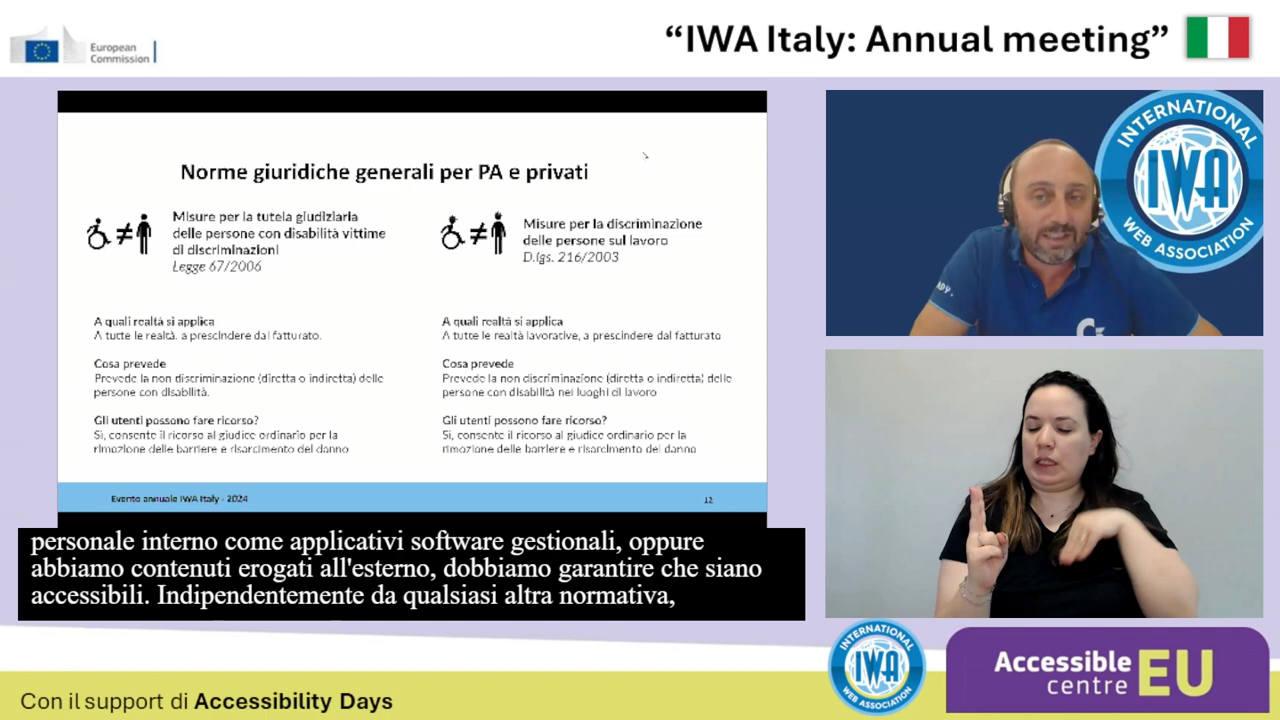 European
Commission
“IWA Italy: Annual meeting”
Norme giuridiche generali per PA e privati
Misure per la tutela giudiziaria
delle persone con disabilità vittime
di discriminazioni
Legge 67/2006
A quali realtà si applica
A tutte le realtà, a prescindere dal fatturato.
Cosa prevede
Prevede la non discriminazione (diretta o indiretta) delle
persone con disabilità.
Gli utenti possono fare ricorso?
Sì, consente il ricorso al giudice ordinario per la
rimozione delle barriere e risarcimento del danno
Misure per la discriminazione
delle persone sul lavoro
D.lgs. 216/2003
A quali realtà si applica
A tutte le realtà lavorative, a prescindere dal fatturato
Cosa prevede
Prevede la non discriminazione (diretta o indiretta) delle
persone con disabilità nei luoghi di lavoro
Gli utenti possono fare ricorso?
Sì, consente il ricorso al giudice ordinario per la
rimozione delle barriere e risarcimento del danno
Evento annuale IWA Italy - 2024
12
INTERNATIONAL
IWA
WEB ASSOCIATION
personale interno come applicativi software gestionali, oppure
abbiamo contenuti erogati all'esterno, dobbiamo garantire che siano
accessibili. Indipendentemente da qualsiasi altra normativa,
INTERNATIONAL
IWA
WEB ASSOCIATION
Accessible
centre
EU
Con il support di Accessibility Days